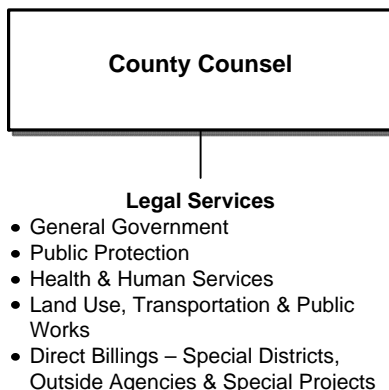 County Counsel
Legal Services
• General Government
• Public Protection
• Health & Human Services
• Land Use, Transportation & Public
Works
• Direct Billings – Special Districts,
Outside Agencies & Special Projects